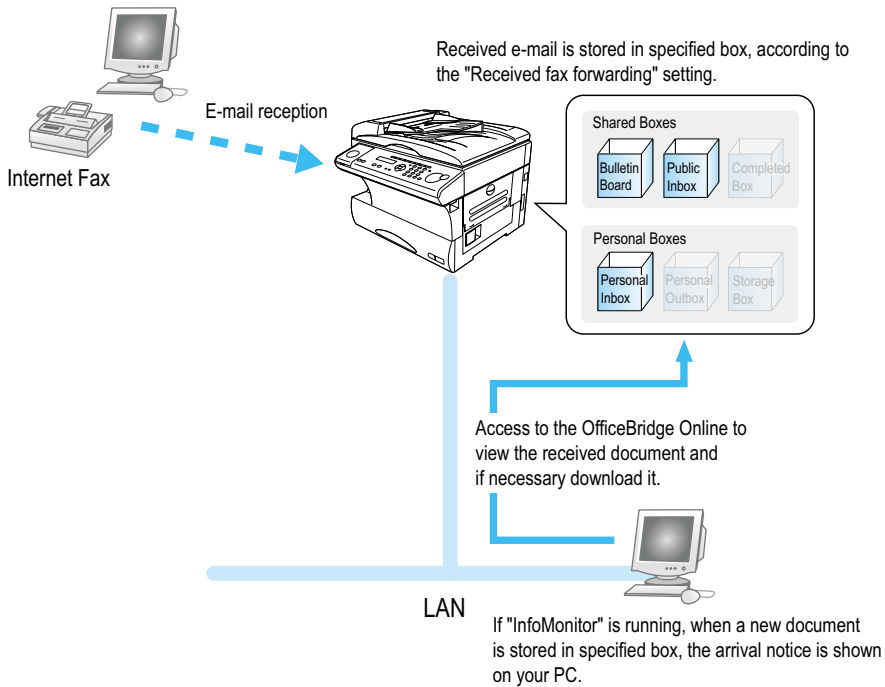 Received e-mail is stored in specified box, according to
the "Received fax forwarding" setting.
E-mail reception
Internet Fax
Shared Boxes
Bulletin
Board
Public
Inbox
Completed
Box
Personal Boxes
Personal
Inbox
Personal
Outbox
Storage
Box
Access to the OfficeBridge Online to
view the received document and
if necessary download it.
LAN
If "InfoMonitor" is running, when a new document
is stored in specified box, the arrival notice is shown
on your PC.